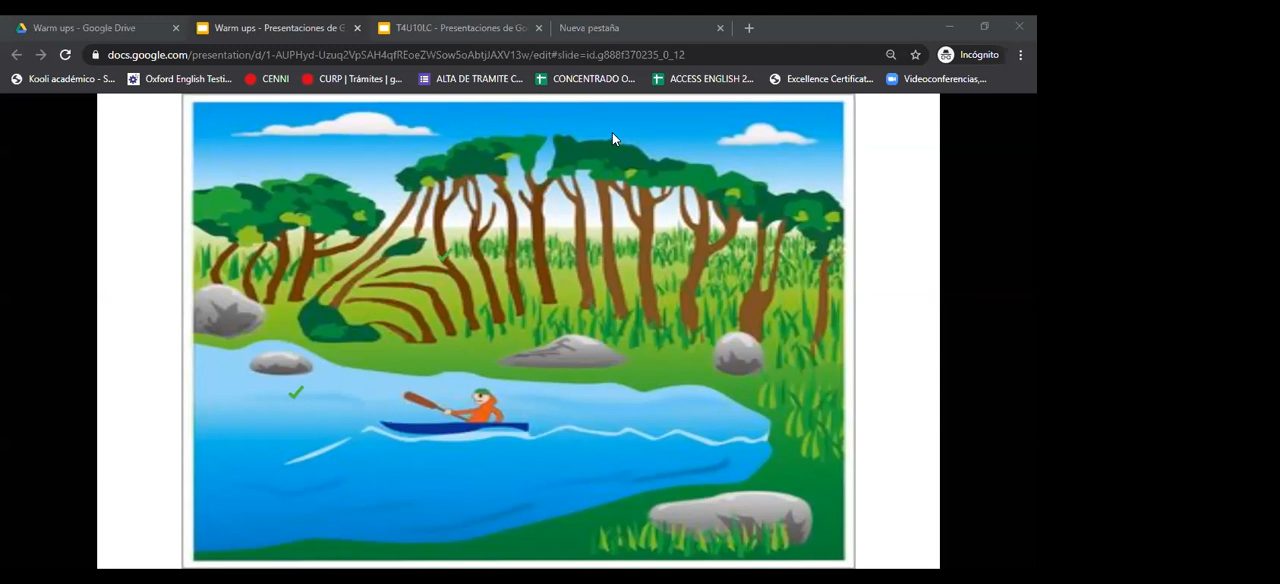 Warm ups - Google Drive
Warm ups - Presentaciones de G
T4U10LC - Presentaciones de Go
Nueva pestaña
docs.google.com/presentation/d/1-AUPHyd-Uzuq2VpSAH4qfREoeZWSow5oAbtjJAXV13w/edit#slide=id.g888f370235_0_12
Incógnito
Kooli académico - S...
Oxford English Testi...
CENNI
CURP | Trámites | g...
ALTA DE TRAMITE C...
CONCENTRADO O...
ACCESS ENGLISH 2...
Excellence Certificat...
Videoconferencias,...